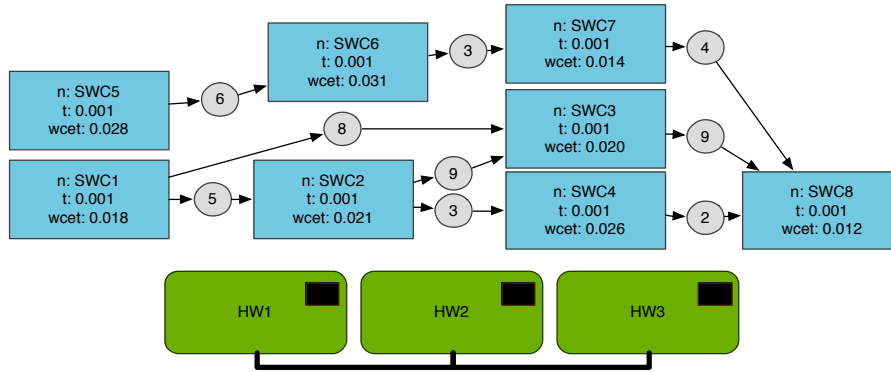 n: SWC5
t: 0.001
wcet: 0.028
6
n: SWC6
t: 0.001
wcet: 0.031
3
n: SWC7
t: 0.001
wcet: 0.014
4
n: SWC1
t: 0.001
wcet: 0.018
8
5
n: SWC2
t: 0.001
wcet: 0.021
9
3
n: SWC3
t: 0.001
wcet: 0.020
9
n: SWC4
t: 0.001
wcet: 0.026
2
n: SWC8
t: 0.001
wcet: 0.012
HW1
HW2
HW3